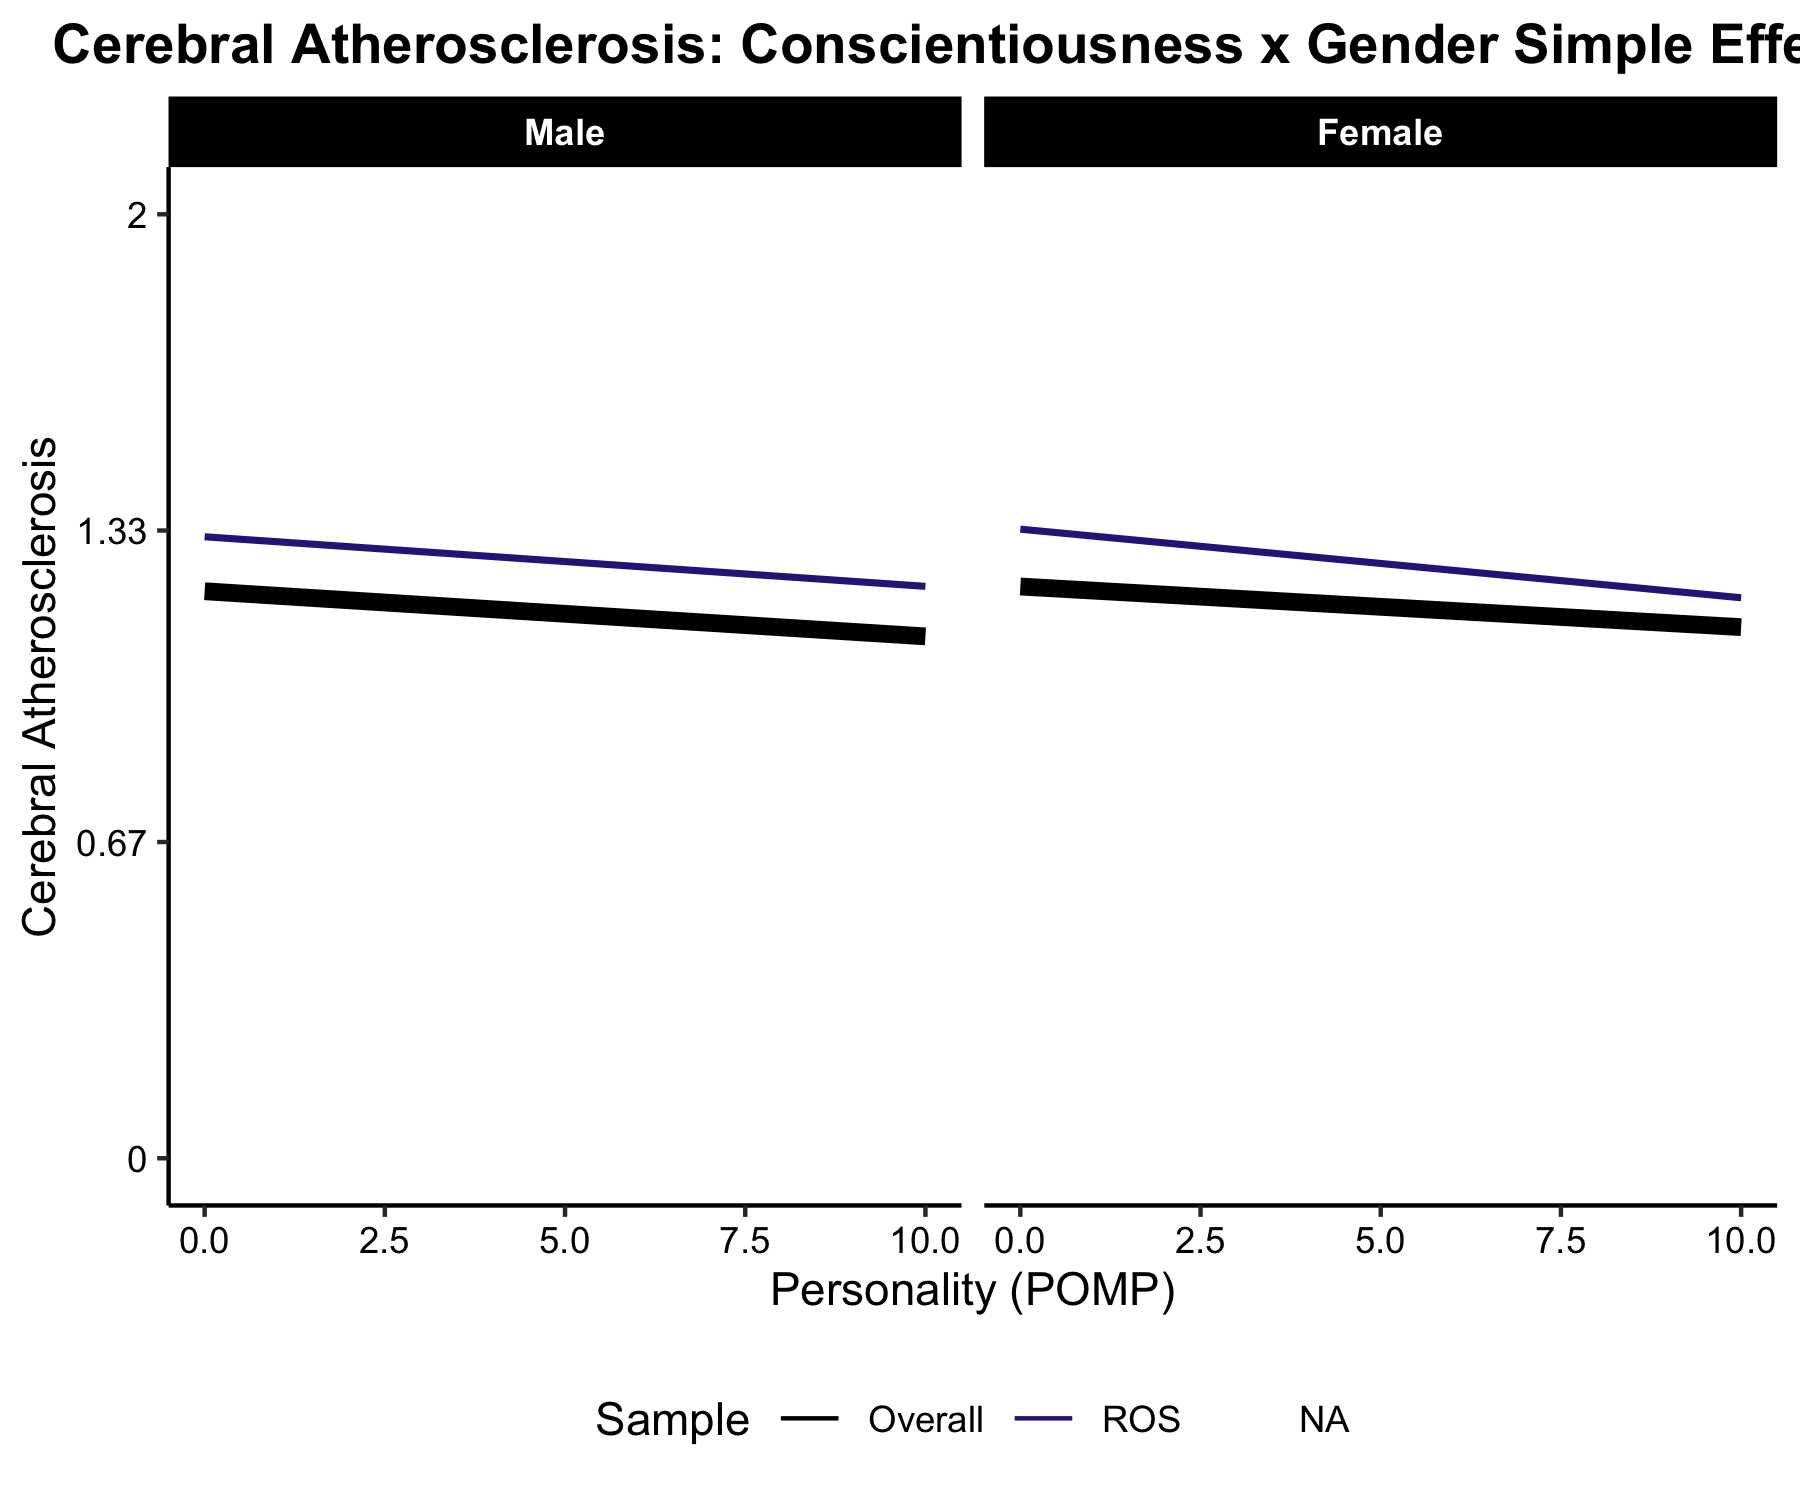 Cerebral Atherosclerosis: Conscientiousness x Gender Simple Effe
Male
Female
Cerebral Atherosclerosis
2
1.33
0.67
0
0.0 2.5 5.0 7.5 10.0
0.0 2.5 5.0 7.5 10.0
Personality (POMP)
Sample Overall ROS NA